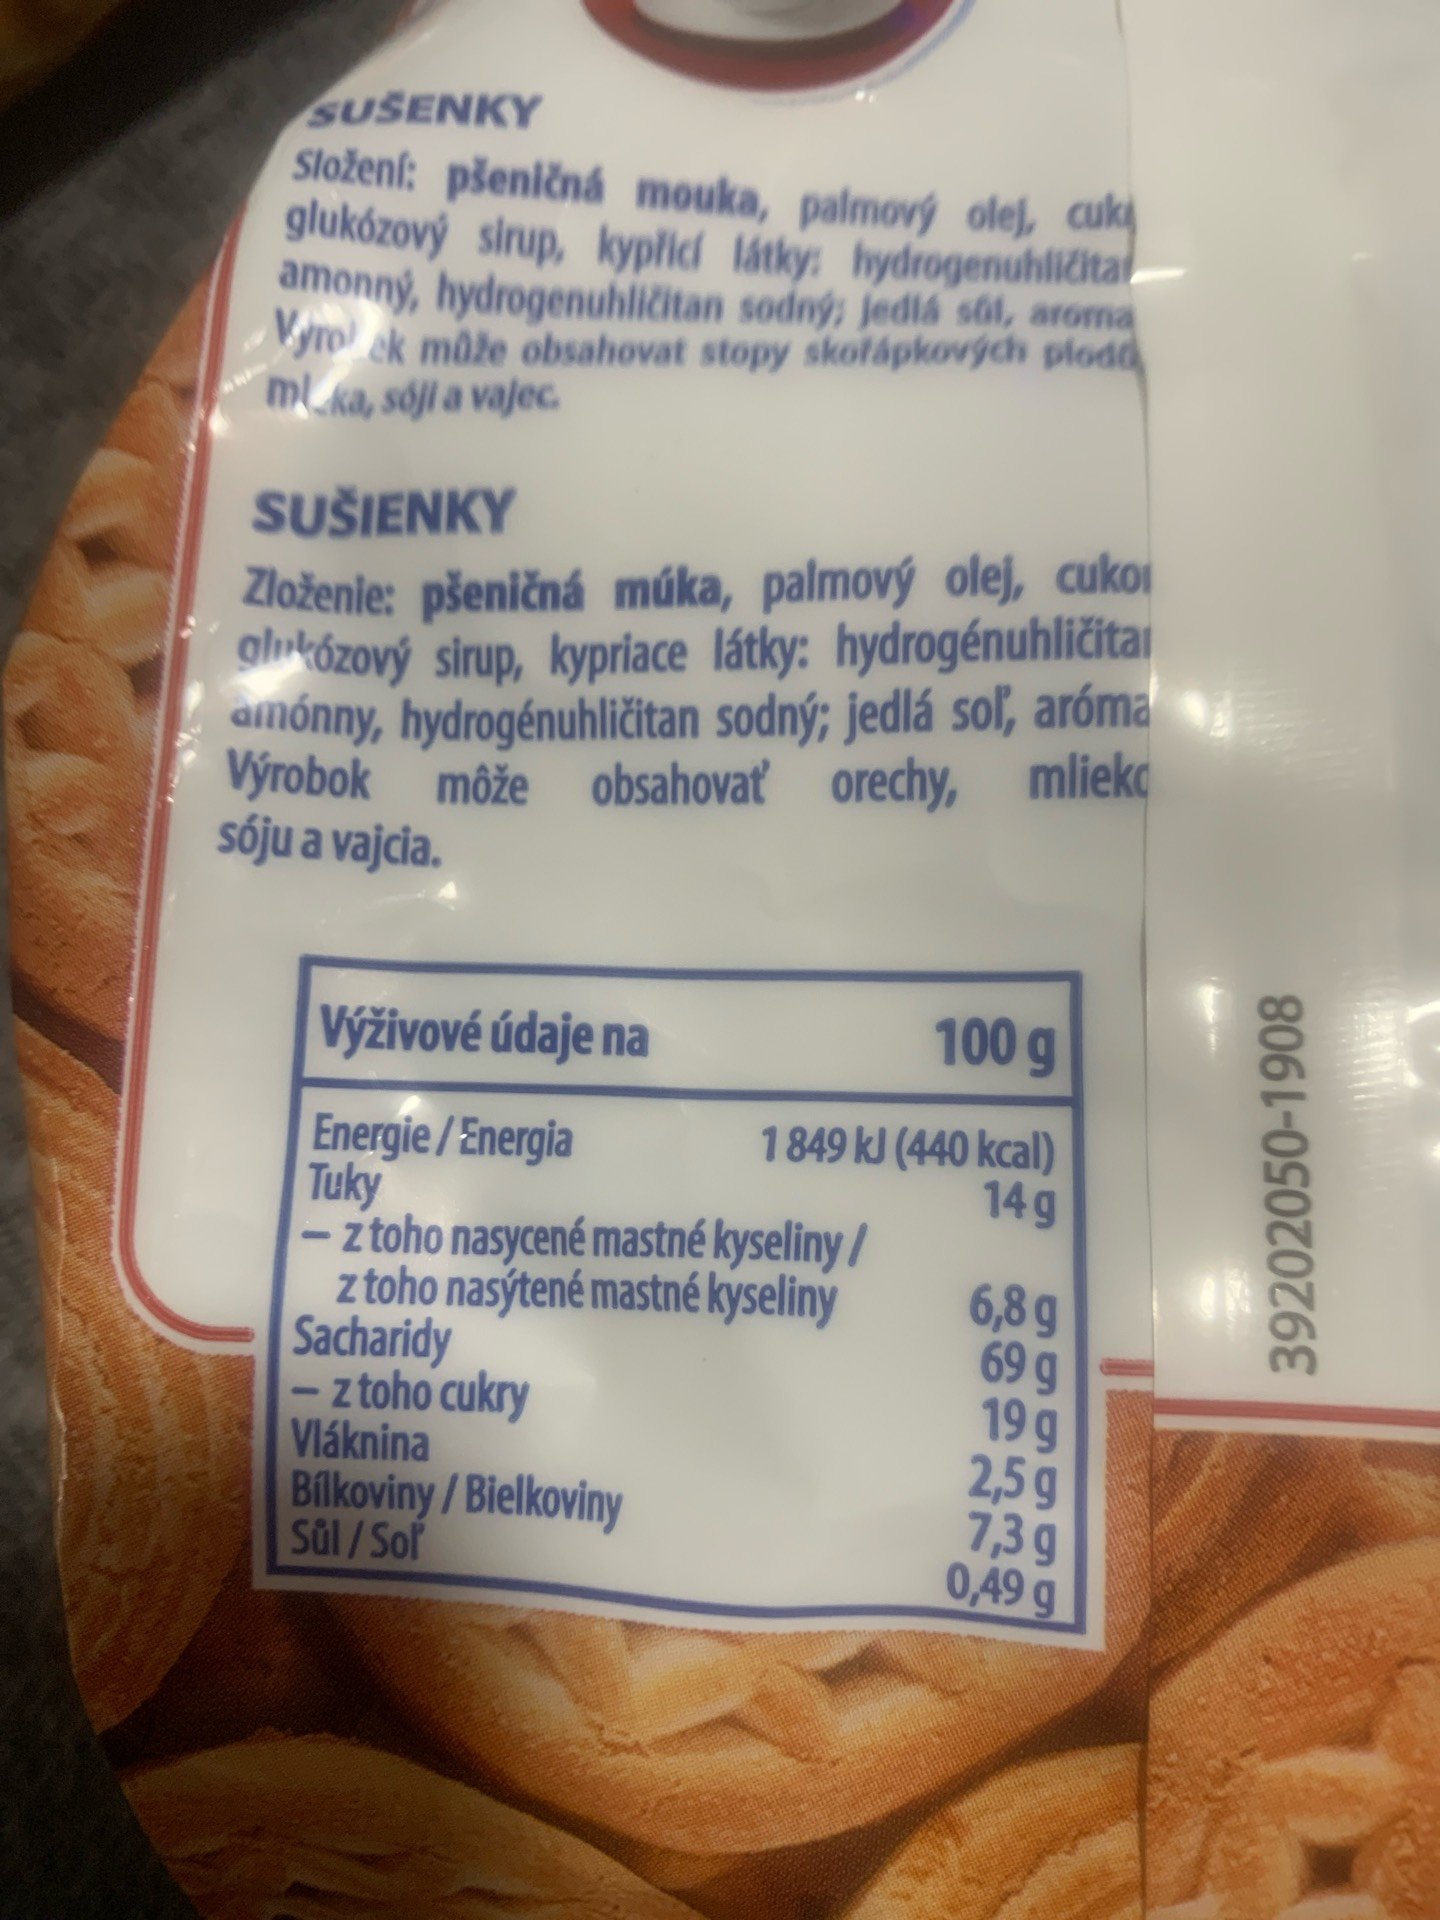 SUŠENKY
Složení: pšeničná mouka, palmový olej,
glukózový sirup, kypřicí látky: hydrogenuhličitan
amonný, hydrogenuhličitan sodný; jedlá sůl, aroma
Výrobek může obsahovat stopy skořápkových plodů
mléka, sóji a vajec.
SUŠIENKY
Zloženie: pšeničná múka, palmový olej, cukor
glukózový sirup, kypriace látky: hydrogénuhličitan
amónny, hydrogénuhličitan sodný; jedlá soľ, aróma
Výrobok môže obsahovať orechy, mlieko
sóju a vajcia.
Výživové údaje na 100 g
Energie / Energia 1 849 kJ (440 kcal)
Tuky 14 g
– z toho nasycené mastné kyseliny /
z toho nasýtené mastné kyseliny 6,8 g
Sacharidy 69 g
– z toho cukry 19 g
Vláknina 2,5 g
Bílkoviny / Bielkoviny 7,3 g
Sůl / Soľ 0,49 g
39202050-1908